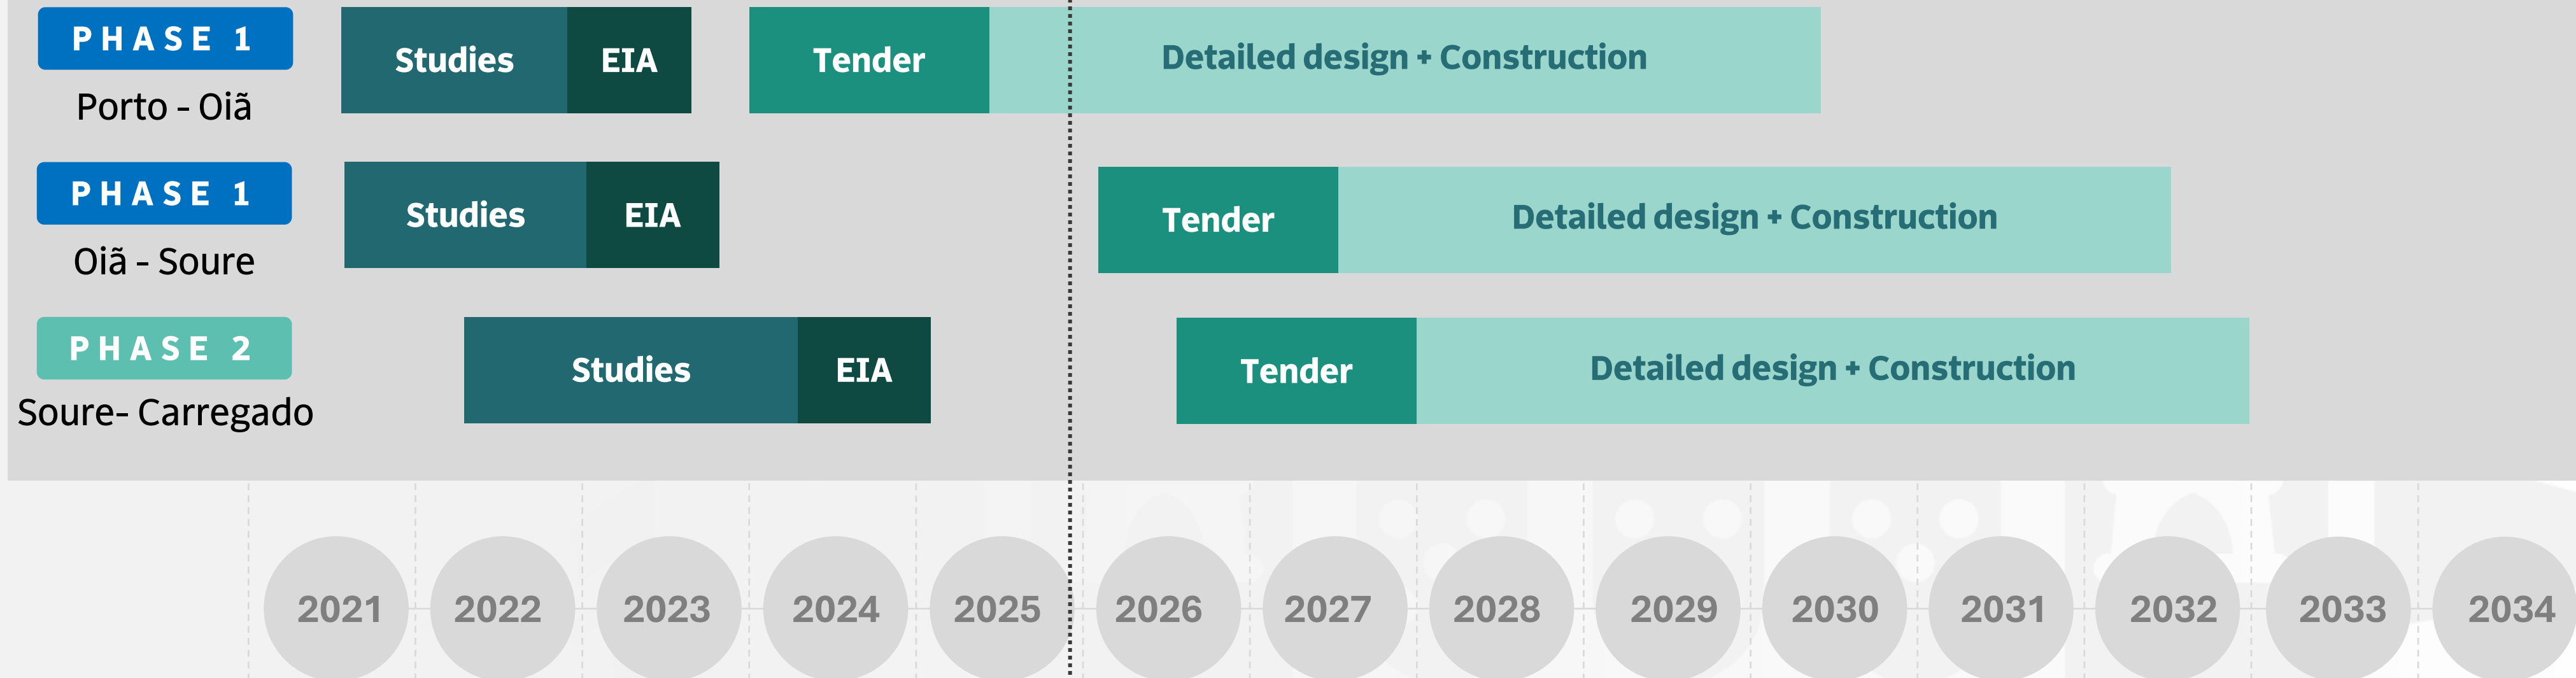 PHASE 1
Studies
EIA
Tender
Detailed design + Construction
Porto - Oiã
PHASE 1
Studies
EIA
Tender
Detailed design + Construction
Oiã - Soure
PHASE 2
Studies
EIA
Tender
Detailed design + Construction
Soure- Carregado
2021
2022
2023
2024
2025
2026
2027
2028
2029
2030
2031
2032
2033
2034